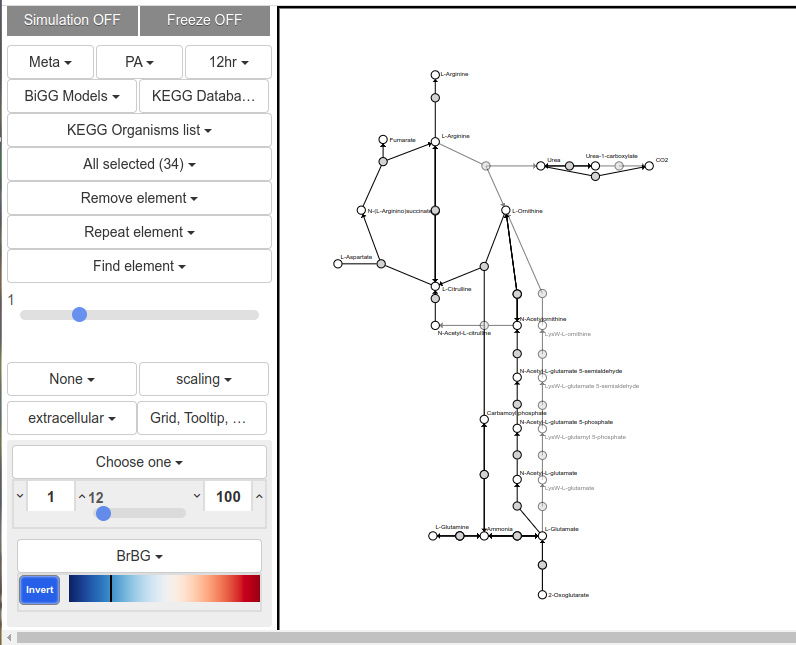 Simulation OFF
Freeze OFF
Meta
PA
12hr
BiGG Models
KEGG Databa...
KEGG Organisms list
All selected (34)
Remove element
Repeat element
Find element
1
None
scaling
extracellular
Grid, Tooltip, ...
Choose one
1
12
100
BrBG
Invert
L-Arginine
Fumarate
L-Arginine
Urea
Urea-1-carboxylate
CO2
N-(L-Arginino)succinate
L-Ornithine
L-Aspartate
L-Citrulline
N-Acetylornithine
N-Acetyl-L-citrulline
LysW-L-ornithine
N-Acetyl-L-glutamate 5-semialdehyde
LysW-L-glutamate 5-semialdehyde
Carbamoyl phosphate
N-Acetyl-L-glutamate 5-phosphate
LysW-L-glutamyl 5-phosphate
N-Acetyl-L-glutamate
LysW-L-glutamate
L-Glutamine
Ammonia
L-Glutamate
2-Oxoglutarate